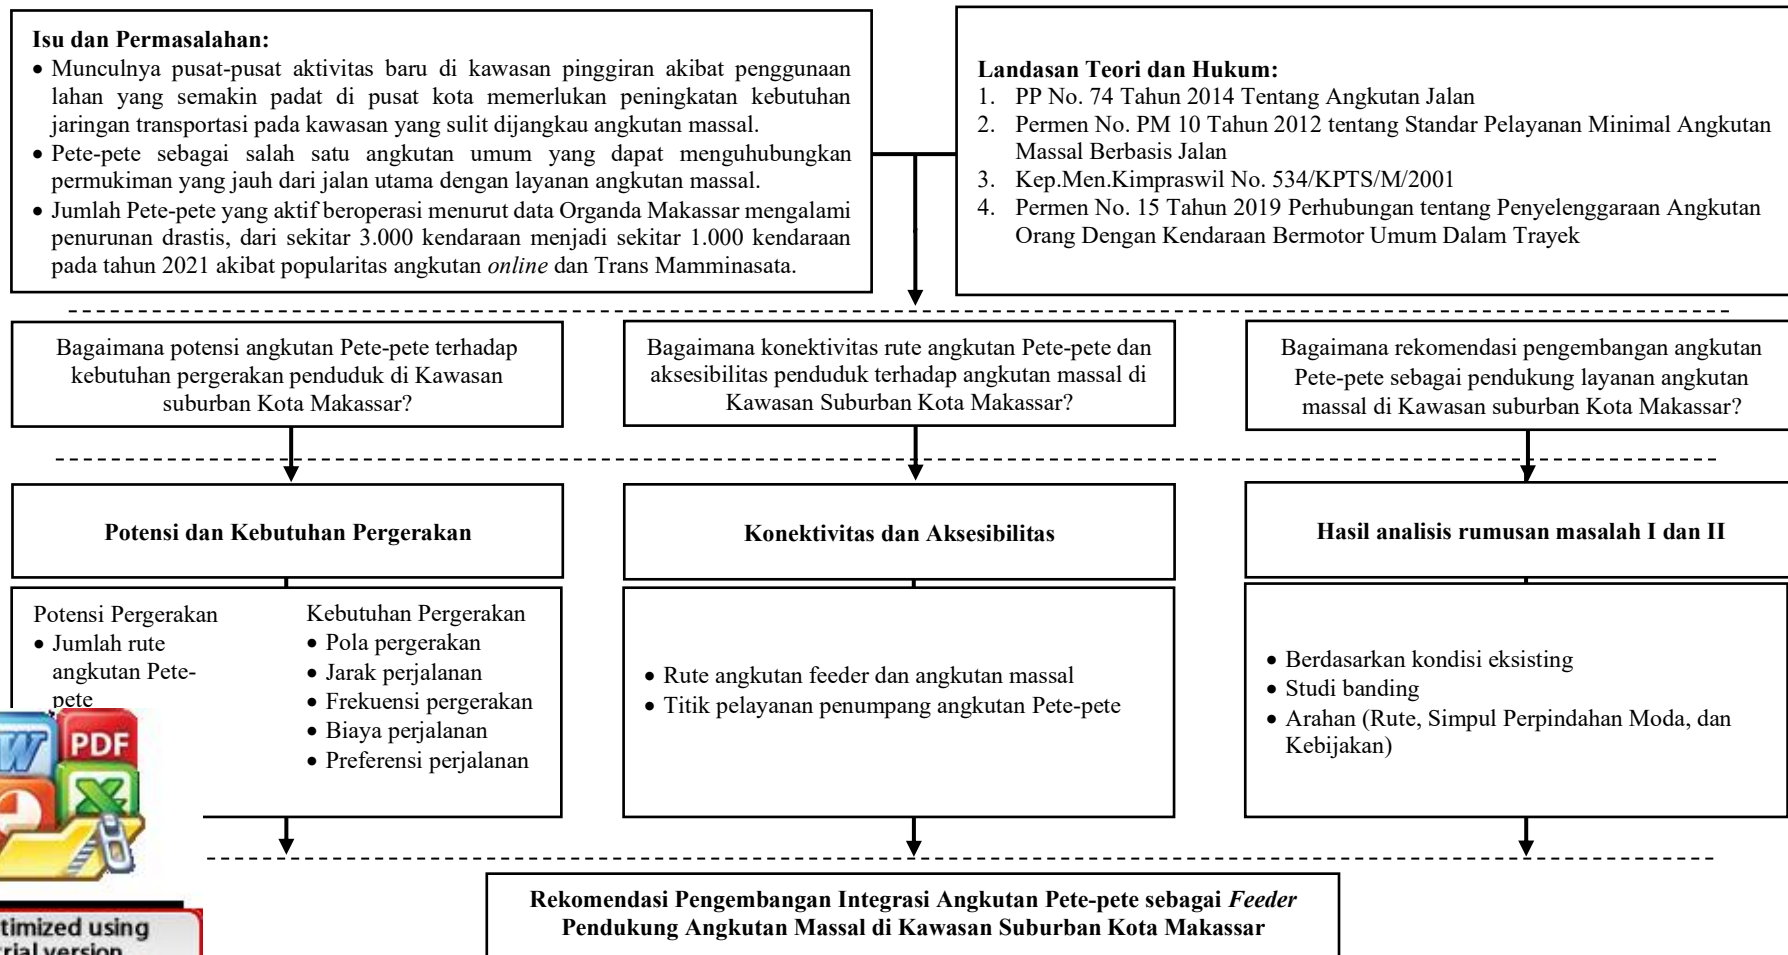 Isu dan Permasalahan:
• Munculnya pusat-pusat aktivitas baru di kawasan pinggiran akibat penggunaan
lahan yang semakin padat di pusat kota memerlukan peningkatan kebutuhan
jaringan transportasi pada kawasan yang sulit dijangkau angkutan massal.
• Pete-pete sebagai salah satu angkutan umum yang dapat menguhubungkan
permukiman yang jauh dari jalan utama dengan layanan angkutan massal.
• Jumlah Pete-pete yang aktif beroperasi menurut data Organda Makassar mengalami
penurunan drastis, dari sekitar 3.000 kendaraan menjadi sekitar 1.000 kendaraan
pada tahun 2021 akibat popularitas angkutan online dan Trans Mamminasata.
Landasan Teori dan Hukum:
1. PP No. 74 Tahun 2014 Tentang Angkutan Jalan
2. Permen No. PM 10 Tahun 2012 tentang Standar Pelayanan Minimal Angkutan
Massal Berbasis Jalan
3. Kep.Men.Kimpraswil No. 534/KPTS/M/2001
4. Permen No. 15 Tahun 2019 Perhubungan tentang Penyelenggaraan Angkutan
Orang Dengan Kendaraan Bermotor Umum Dalam Trayek
Bagaimana potensi angkutan Pete-pete terhadap
kebutuhan pergerakan penduduk di Kawasan
suburban Kota Makassar?
Bagaimana konektivitas rute angkutan Pete-pete dan
aksesibilitas penduduk terhadap angkutan massal di
Kawasan Suburban Kota Makassar?
Bagaimana rekomendasi pengembangan angkutan
Pete-pete sebagai pendukung layanan angkutan
massal di Kawasan suburban Kota Makassar?
Potensi dan Kebutuhan Pergerakan
Konektivitas dan Aksesibilitas
Hasil analisis rumusan masalah I dan II
Potensi Pergerakan
• Jumlah rute
angkutan Pete-
pete
Kebutuhan Pergerakan
• Pola pergerakan
• Jarak perjalanan
• Frekuensi pergerakan
• Biaya perjalanan
• Preferensi perjalanan
• Rute angkutan feeder dan angkutan massal
• Titik pelayanan penumpang angkutan Pete-pete
• Berdasarkan kondisi eksisting
• Studi banding
• Arahan (Rute, Simpul Perpindahan Moda, dan
Kebijakan)
W
PDF
Rekomendasi Pengembangan Integrasi Angkutan Pete-pete sebagai Feeder
Pendukung Angkutan Massal di Kawasan Suburban Kota Makassar
timized using
trial version